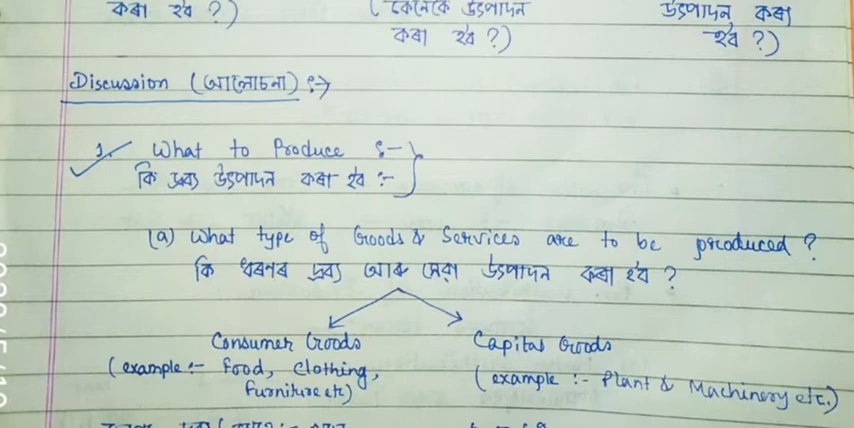 কৰা হ'ব ?) (কেনেকৈ উৎপাদন উৎপাদন কৰা
কৰা হ'ব ?) হ'ব ?)
Discussion (আলোচনা) :→
1. What to Produce :-
কি দ্ৰব্য উৎপাদন কৰা হ'ব :-
(a) What type of Goods & Services are to be produced ?
কি ধৰণৰ দ্ৰব্য আৰু সেৱা উৎপাদন কৰা হ'ব ?
Consumer Goods Capital Goods
(example :- Food, Clothing, (example :- Plant & Machinery etc.)
Furniture etc)